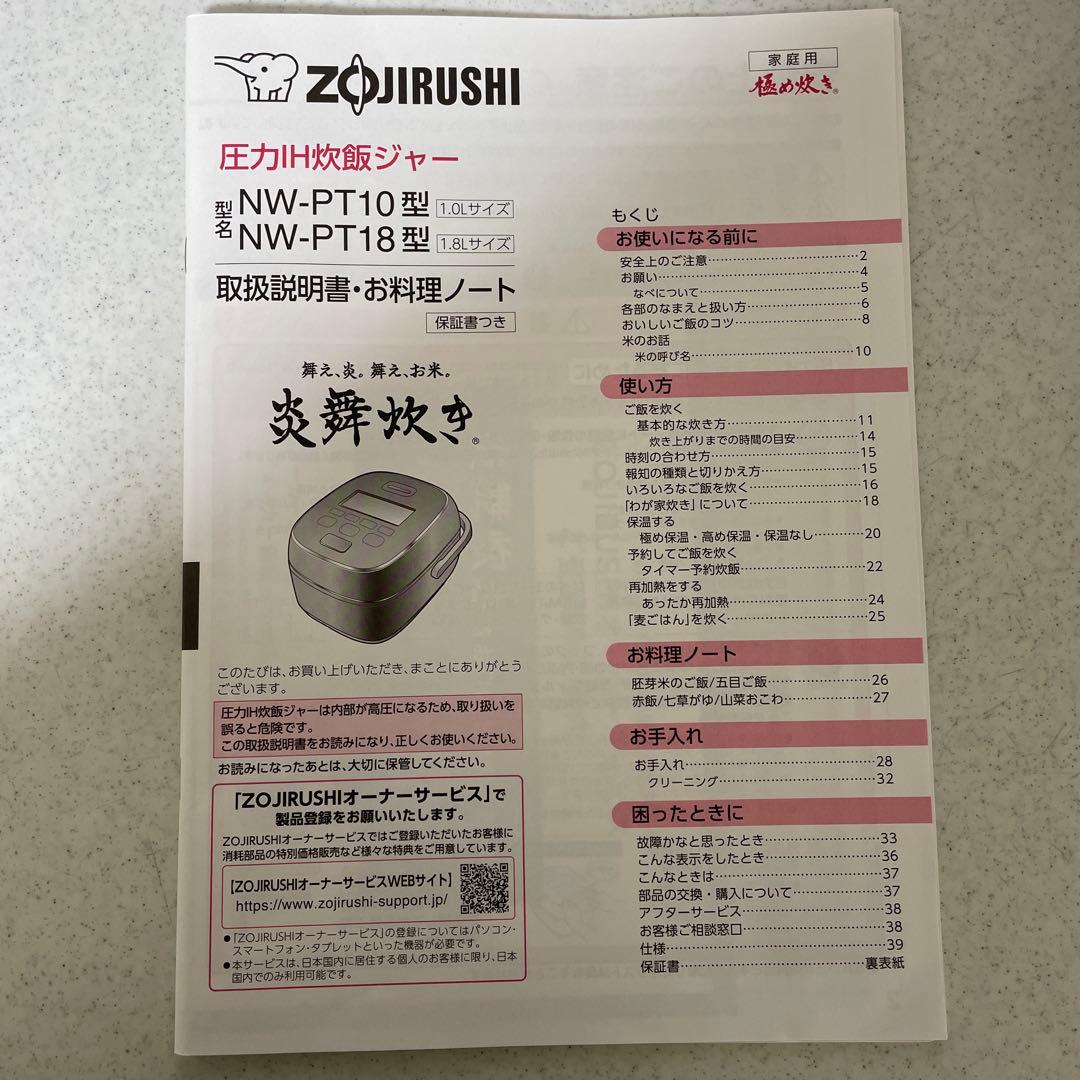 ZOJIRUSHI
家庭用
極め炊き®
圧力IH炊飯ジャー
型名 NW-PT10型 1.0Lサイズ
NW-PT18型 1.8Lサイズ
取扱説明書・お料理ノート
保証書つき
舞え、炎。舞え、お米。
炎舞炊き®
このたびは、お買い上げいただき、まことにありがとう
ございます。
圧力IH炊飯ジャーは内部が高圧になるため、取り扱いを
誤ると危険です。
この取扱説明書をお読みになり、正しくお使いください。
お読みになったあとは、大切に保管してください。
「ZOJIRUSHIオーナーサービス」で
製品登録をお願いいたします。
ZOJIRUSHIオーナーサービスではご登録いただいたお客様に
消耗部品の特別価格販売など様々な特典をご用意しています。
【ZOJIRUSHIオーナーサービスWEBサイト】
https://www.zojirushi-support.jp/
●「ZOJIRUSHIオーナーサービス」の登録についてはパソコン・
スマートフォン・タブレットといった機器が必要です。
●本サービスは、日本国内に居住する個人のお客様に限り、日本
国内でのみ利用可能です。
もくじ
お使いになる前に
安全上のご注意…………2
お願い…………4
なべについて…………5
各部のなまえと扱い方…………6
おいしいご飯のコツ…………8
米のお話
米の呼び名…………10
使い方
ご飯を炊く
基本的な炊き方…………11
炊き上がりまでの時間の目安…………14
時刻の合わせ方…………15
報知の種類と切りかえ方…………15
いろいろなご飯を炊く…………16
「わが家炊き」について…………18
保温する
極め保温・高め保温・保温なし…………20
予約してご飯を炊く
タイマー予約炊飯…………22
再加熱をする
あったか再加熱…………24
「麦ごはん」を炊く…………25
お料理ノート
胚芽米のご飯/五目ご飯…………26
赤飯/七草がゆ/山菜おこわ…………27
お手入れ
お手入れ…………28
クリーニング…………32
困ったときに
故障かなと思ったとき…………33
こんな表示をしたとき…………36
こんなときは…………37
部品の交換・購入について…………37
アフターサービス…………38
お客様ご相談窓口…………38
仕様…………39
保証書…………裏表紙